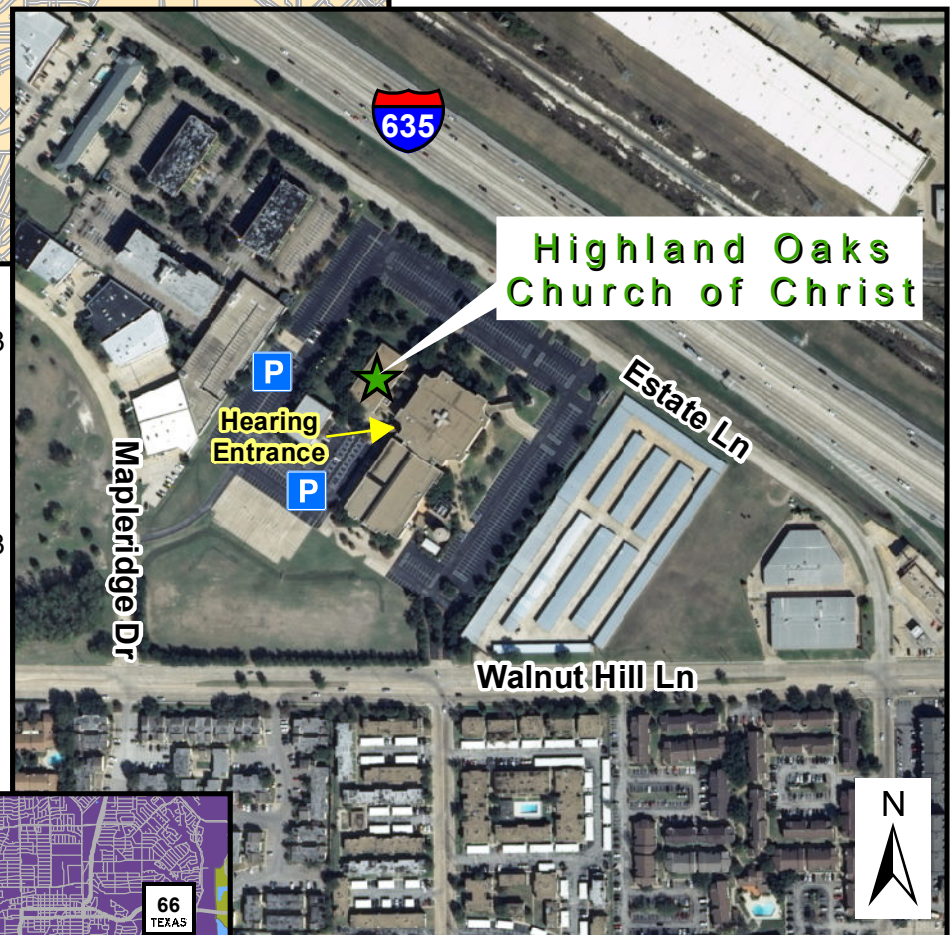 635
Highland Oaks
Church of Christ
Estate Ln
P
Hearing
Entrance
P
Mapleridge Dr
Walnut Hill Ln
N
66
TEXAS